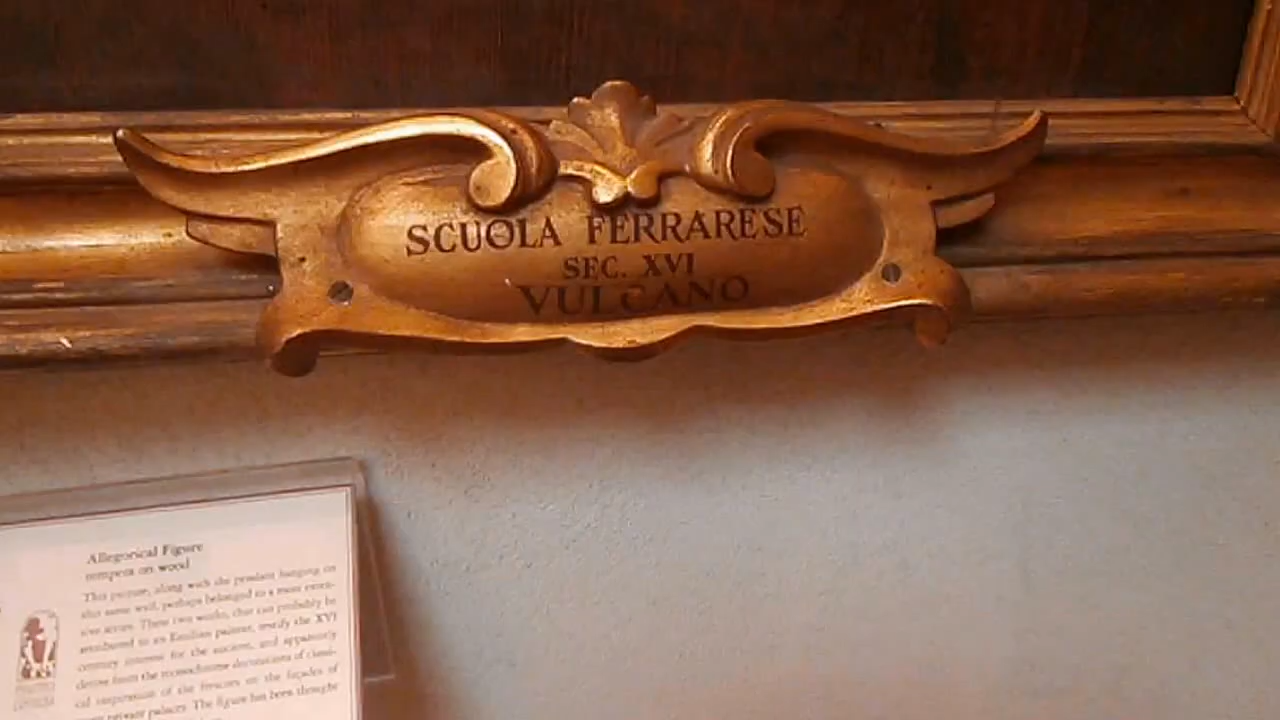 SCUOLA FERRARESE
SEC. XVI
VULCANO
Allegorical Figure
tempera on wood
This picture, along with the pendant hanging on
this same wall, perhaps belonged to a more exten-
sive series. These two works, that can probably be
attributed to an Emilian painter, testify the XVI
century interest for the ancient, and apparently
derive from the monochrome decorations of classi-
cal inspiration of the frescoes on the façades of
private palaces. The figure has been thought